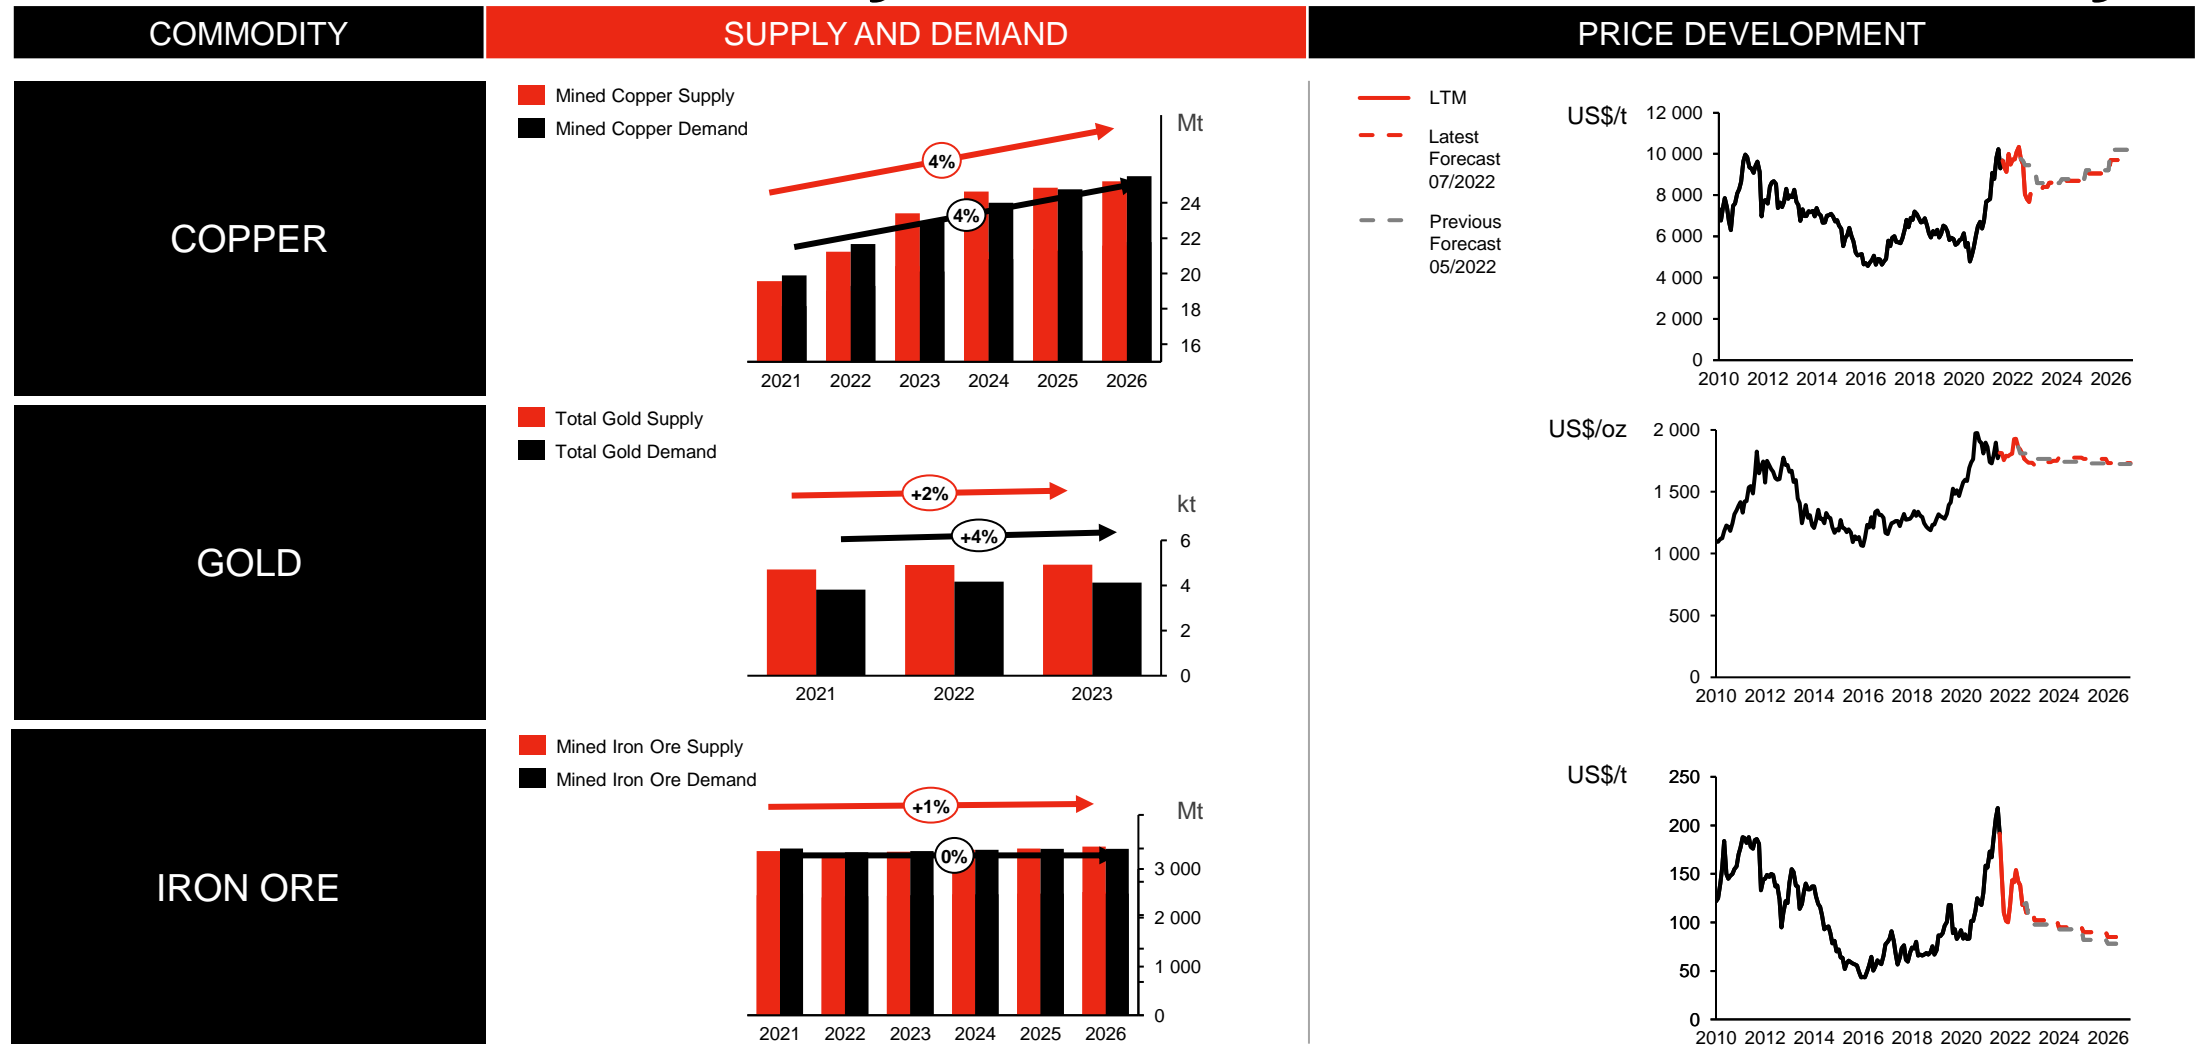 COMMODITY
SUPPLY AND DEMAND
PRICE DEVELOPMENT
COPPER
Mined Copper Supply
Mined Copper Demand
4%
4%
Mt
24
22
20
18
16
2021 2022 2023 2024 2025 2026
LTM
Latest
Forecast
07/2022
Previous
Forecast
05/2022
US$/t
12 000
10 000
8 000
6 000
4 000
2 000
0
2010 2012 2014 2016 2018 2020 2022 2024 2026
GOLD
Total Gold Supply
Total Gold Demand
+2%
+4%
kt
6
4
2
0
2021 2022 2023
US$/oz
2 000
1 500
1 000
500
0
2010 2012 2014 2016 2018 2020 2022 2024 2026
IRON ORE
Mined Iron Ore Supply
Mined Iron Ore Demand
+1%
0%
Mt
3 000
2 000
1 000
0
2021 2022 2023 2024 2025 2026
US$/t
250
200
150
100
50
0
2010 2012 2014 2016 2018 2020 2022 2024 2026